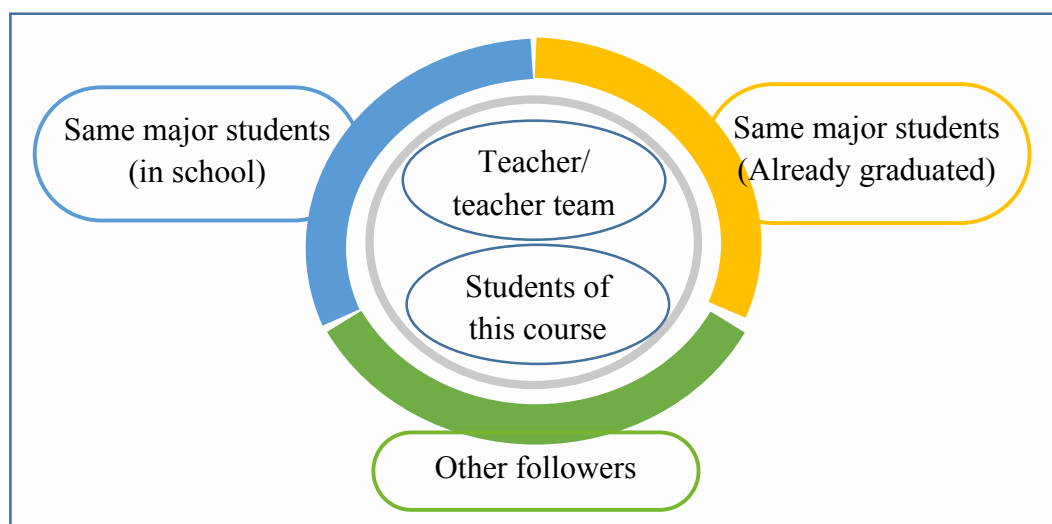 Same major students
(in school)
Teacher/
teacher team
Students of
this course
Same major students
(Already graduated)
Other followers